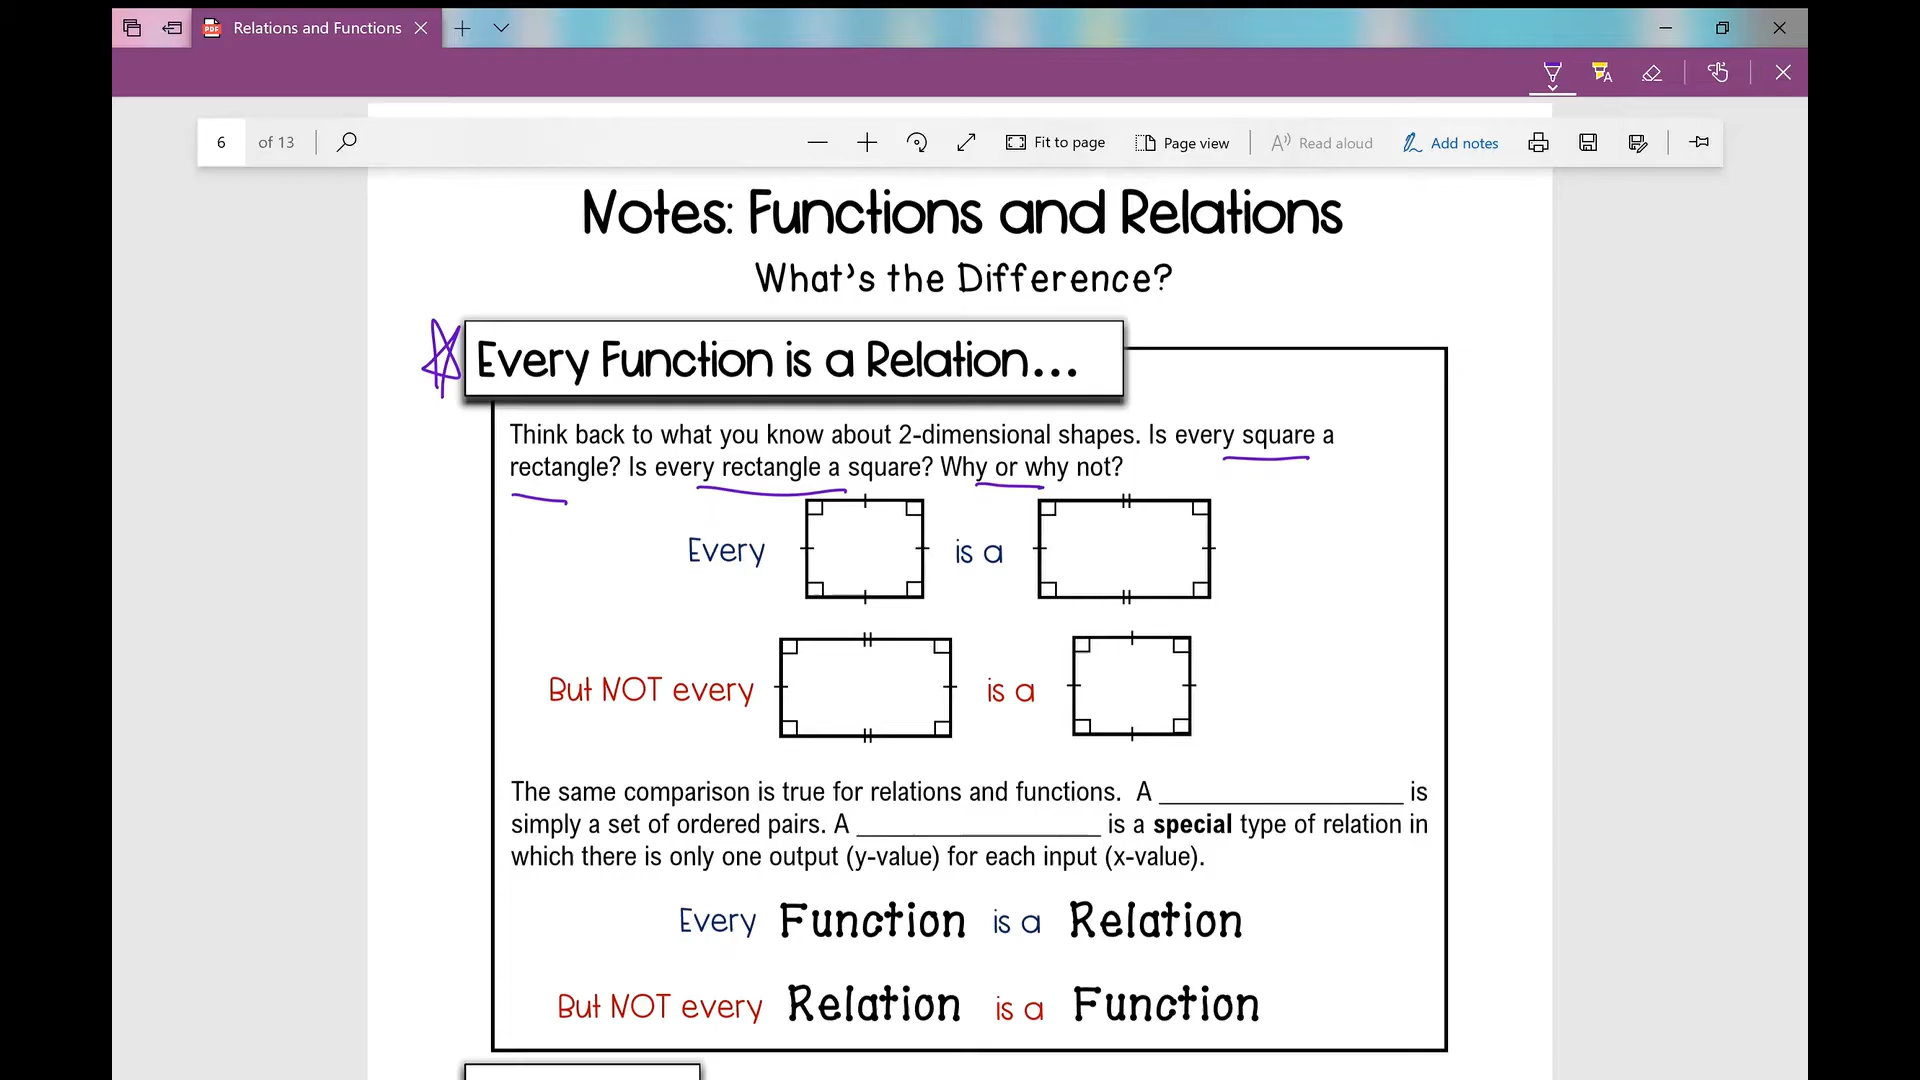 Relations and Functions
6 of 13 Fit to page Page view Read aloud Add notes
Notes: Functions and Relations
What's the Difference?
Every Function is a Relation...
Think back to what you know about 2-dimensional shapes. Is every square a
rectangle? Is every rectangle a square? Why or why not?
Every is a
But NOT every is a
The same comparison is true for relations and functions. A __________________ is
simply a set of ordered pairs. A __________________ is a special type of relation in
which there is only one output (y-value) for each input (x-value).
Every Function is a Relation
But NOT every Relation is a Function